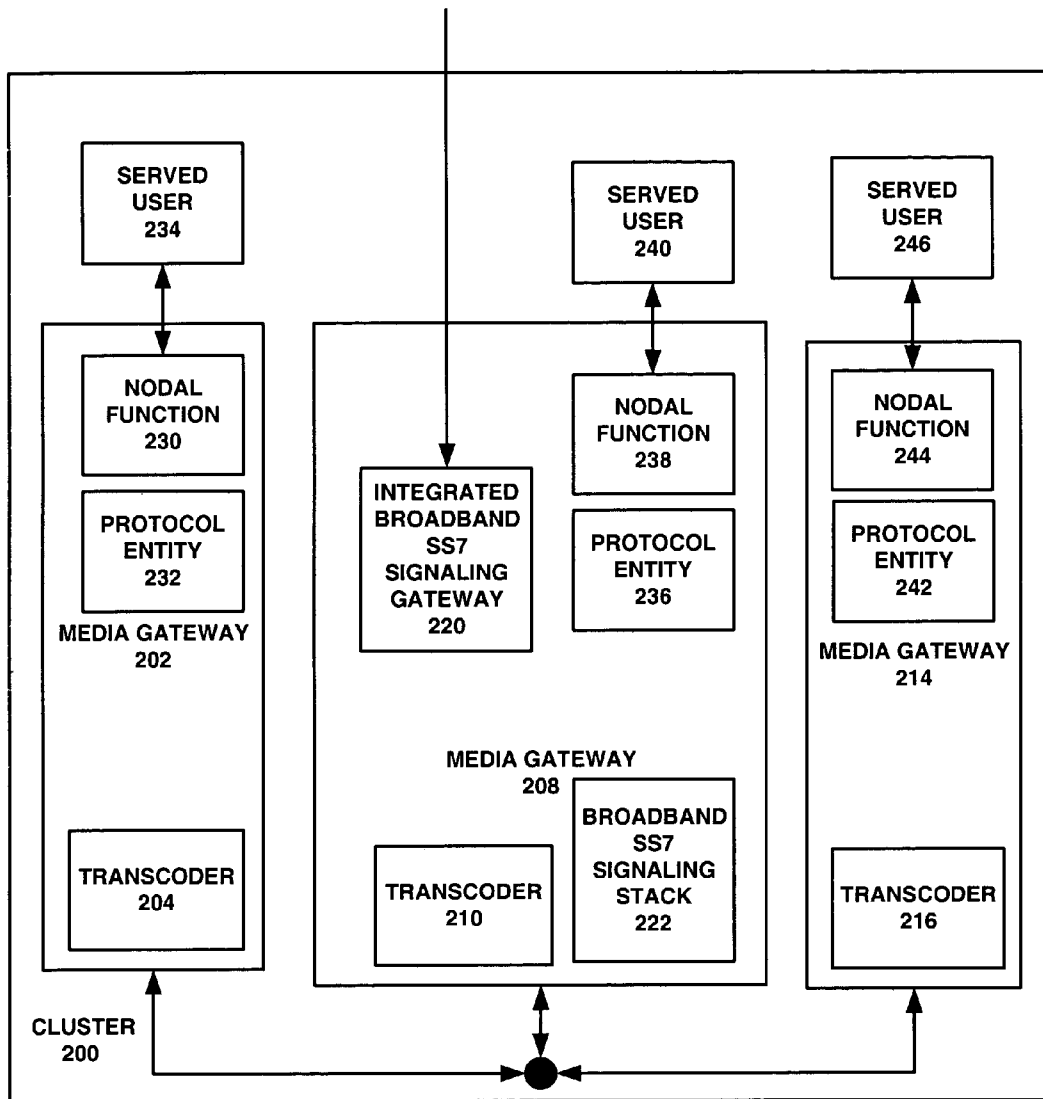 SERVED
USER
234
SERVED
USER
240
SERVED
USER
246
NODAL
FUNCTION
230
PROTOCOL
ENTITY
232
MEDIA GATEWAY
202
TRANSCODER
204
INTEGRATED
BROADBAND
SS7
SIGNALING
GATEWAY
220
NODAL
FUNCTION
238
PROTOCOL
ENTITY
236
MEDIA GATEWAY
208
TRANSCODER
210
BROADBAND
SS7
SIGNALING
STACK
222
NODAL
FUNCTION
244
PROTOCOL
ENTITY
242
MEDIA GATEWAY
214
TRANSCODER
216
CLUSTER
200